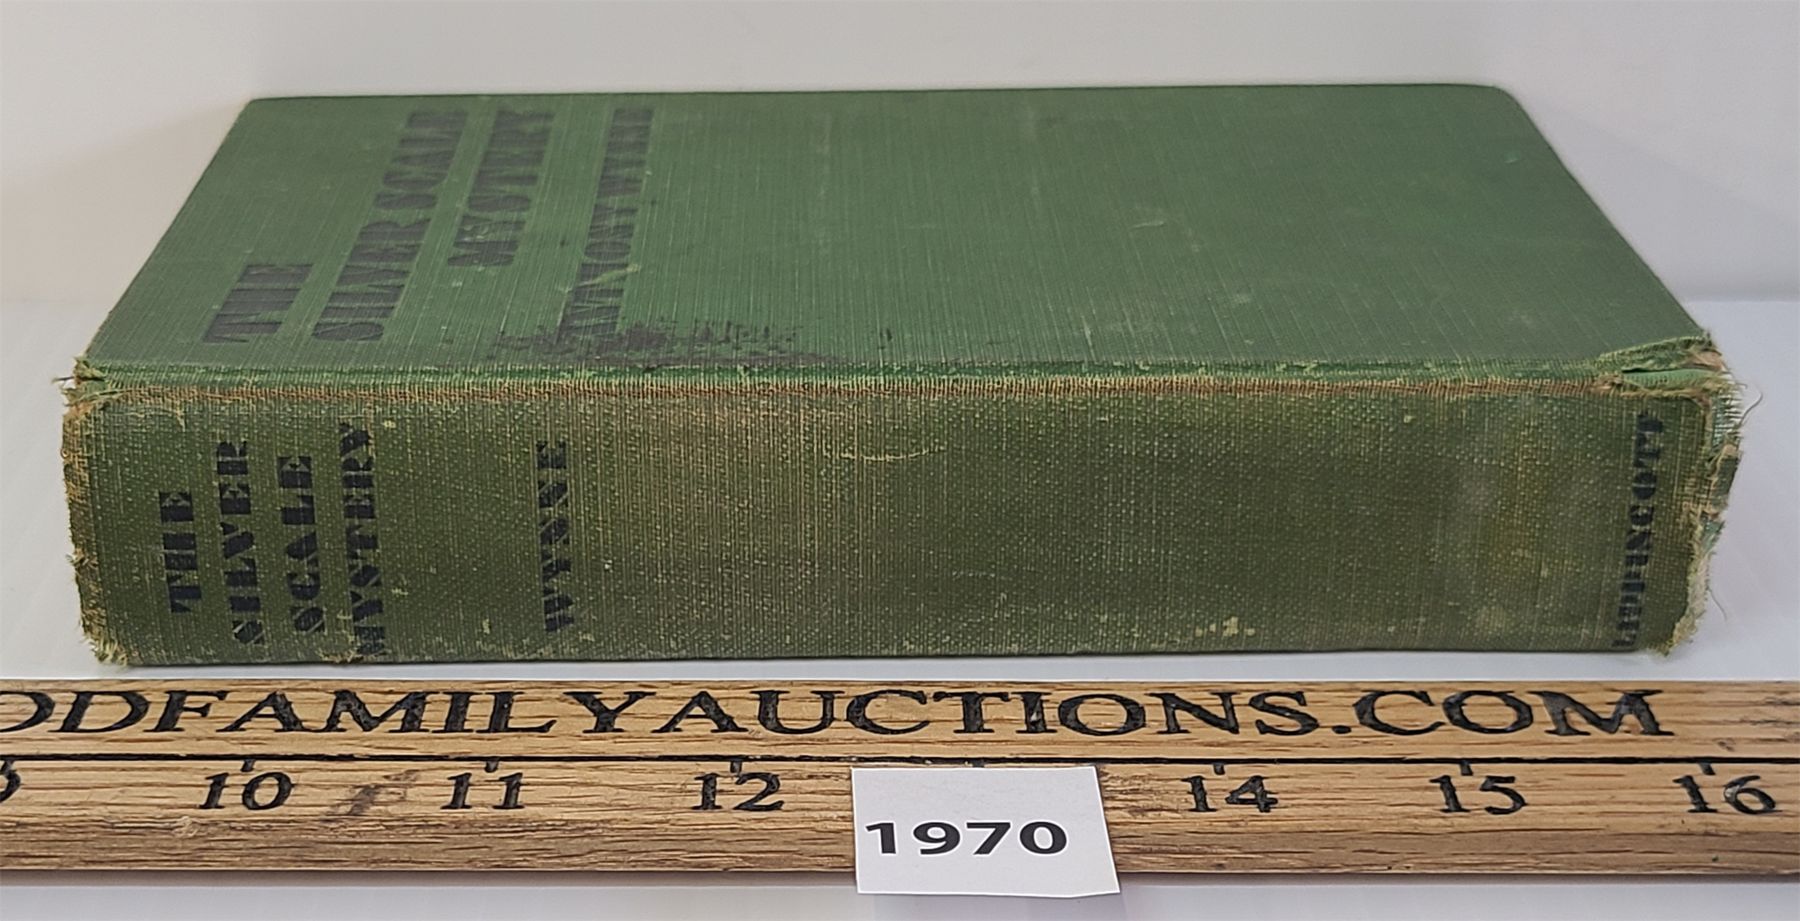 THE
SILVER SCALE
MYSTERY
ANTHONY WYNNE
THE
SILVER
SCALE
MYSTERY
WYNNE
LIPPINCOTT
ODFAMILYAUCTIONS.COM
10 11 12 14 15 16
1970